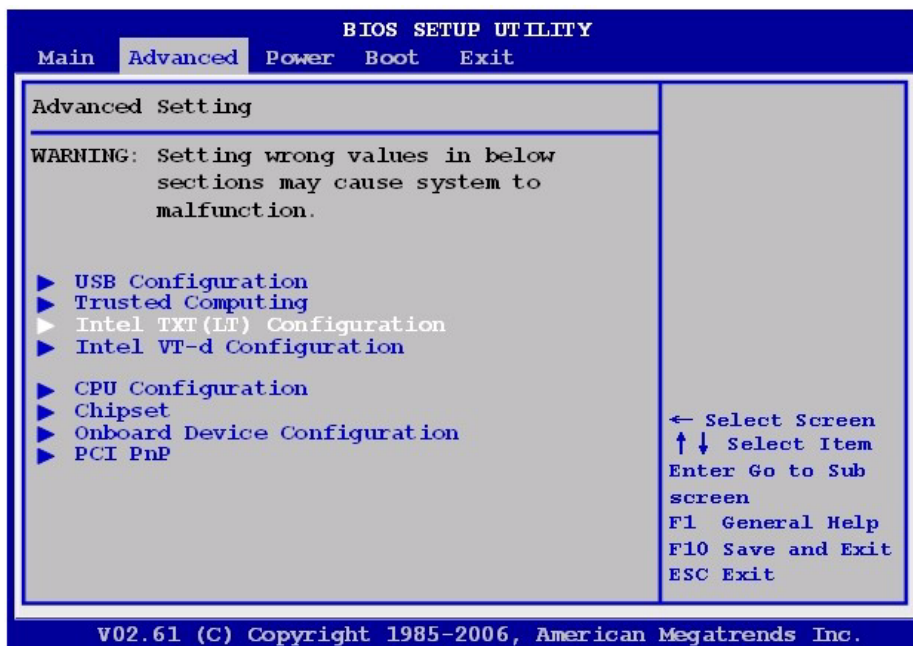 BIOS SETUP UTILITY
Main Advanced Power Boot Exit
Advanced Setting
WARNING: Setting wrong values in below
sections may cause system to
malfunction.
▶ USB Configuration
▶ Trusted Computing
▶ Intel TXT(LT) Configuration
▶ Intel VT-d Configuration
▶ CPU Configuration
▶ Chipset
▶ Onboard Device Configuration
▶ PCI PnP
← Select Screen
↑↓ Select Item
Enter Go to Sub
screen
F1 General Help
F10 Save and Exit
ESC Exit
V02.61 (C) Copyright 1985-2006, American Megatrends Inc.